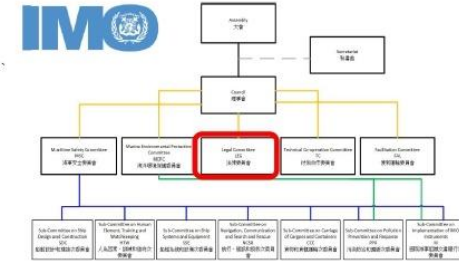 IMO
Assembly
大會
Secretariat
秘書處
Council
理事會
Maritime Safety Committee
MSC
海事安全委員會
Marine Environmental Protection
Committee
MEPC
海洋環境保護委員會
Legal Committee
LEG
法律委員會
Technical Co-operation Committee
TC
技術合作委員會
Facilitation Committee
FAL
便利運輸委員會
Sub-Committee on Ship
Design and Construction
SDC
Sub-Committee on Human
Element, Training and
Watchkeeping
HTW
Sub-Committee on Ship
Systems and Equipment
SSE
Sub-Committee on
Navigation, Communication
and Search and Rescue
NCSR
Sub-Committee on Carriage
of Cargoes and Containers
CCC
Sub-Committee on Pollution
Prevention and Response
PPR
Sub-Committee on
Implementation of IMO
Instruments
III